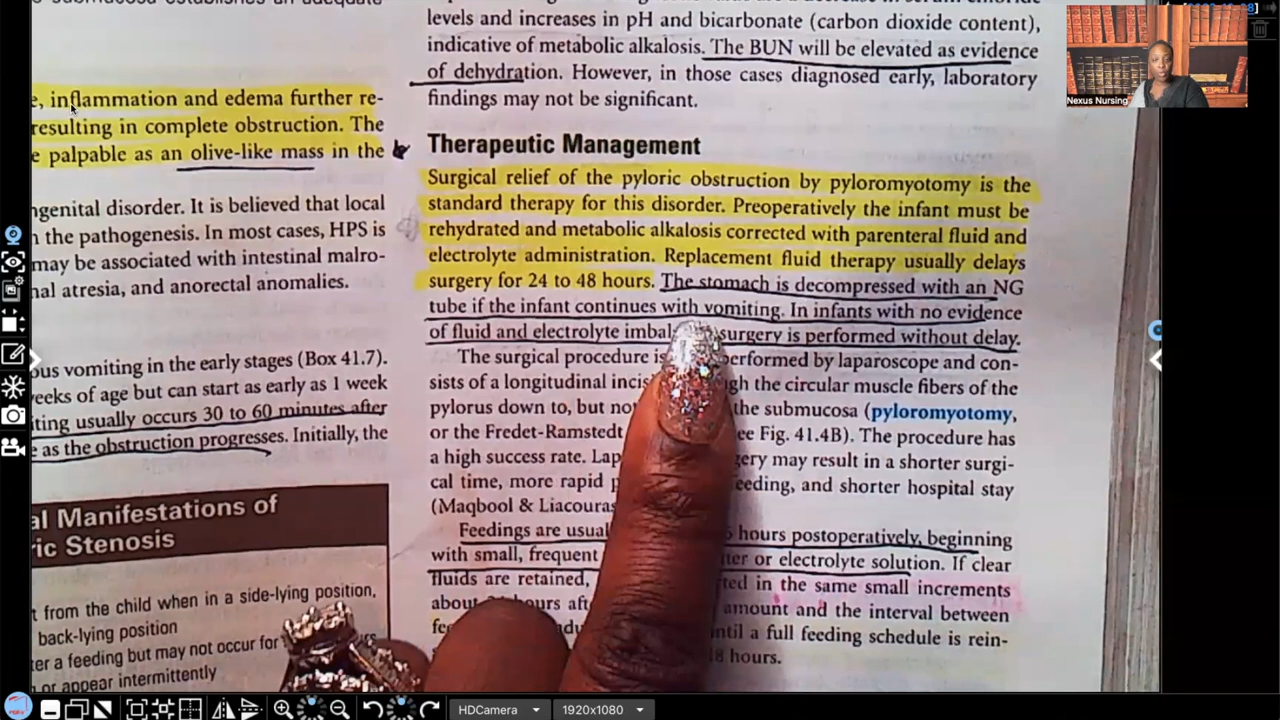 e, inflammation and edema further re-
resulting in complete obstruction. The
e palpable as an olive-like mass in the
ngenital disorder. It is believed that local
n the pathogenesis. In most cases, HPS is
may be associated with intestinal malro-
nal atresia, and anorectal anomalies.
ous vomiting in the early stages (Box 41.7).
weeks of age but can start as early as 1 week
iting usually occurs 30 to 60 minutes after
e as the obstruction progresses. Initially, the
al Manifestations of
ric Stenosis
t from the child when in a side-lying position,
back-lying position
ter a feeding but may not occur for
or appear intermittently
levels and increases in pH and bicarbonate (carbon dioxide content),
indicative of metabolic alkalosis. The BUN will be elevated as evidence
of dehydration. However, in those cases diagnosed early, laboratory
findings may not be significant.
Therapeutic Management
Surgical relief of the pyloric obstruction by pyloromyotomy is the
standard therapy for this disorder. Preoperatively the infant must be
rehydrated and metabolic alkalosis corrected with parenteral fluid and
electrolyte administration. Replacement fluid therapy usually delays
surgery for 24 to 48 hours. The stomach is decompressed with an NG
tube if the infant continues with vomiting. In infants with no evidence
of fluid and electrolyte imbal surgery is performed without delay.
The surgical procedure is performed by laparoscope and con-
sists of a longitudinal incis gh the circular muscle fibers of the
pylorus down to, but no the submucosa (pyloromyotomy,
or the Fredet-Ramstedt ee Fig. 41.4B). The procedure has
a high success rate. Lap gery may result in a shorter surgi-
cal time, more rapid p eeding, and shorter hospital stay
(Maqbool & Liacouras
Feedings are usual hours postoperatively, beginning
with small, frequent ter or electrolyte solution. If clear
fluids are retained, ted in the same small increments
about hours aft amount and the interval between
fe du ntil a full feeding schedule is rein-
8 hours.
Nexus Nursing
HDCamera
1920x1080